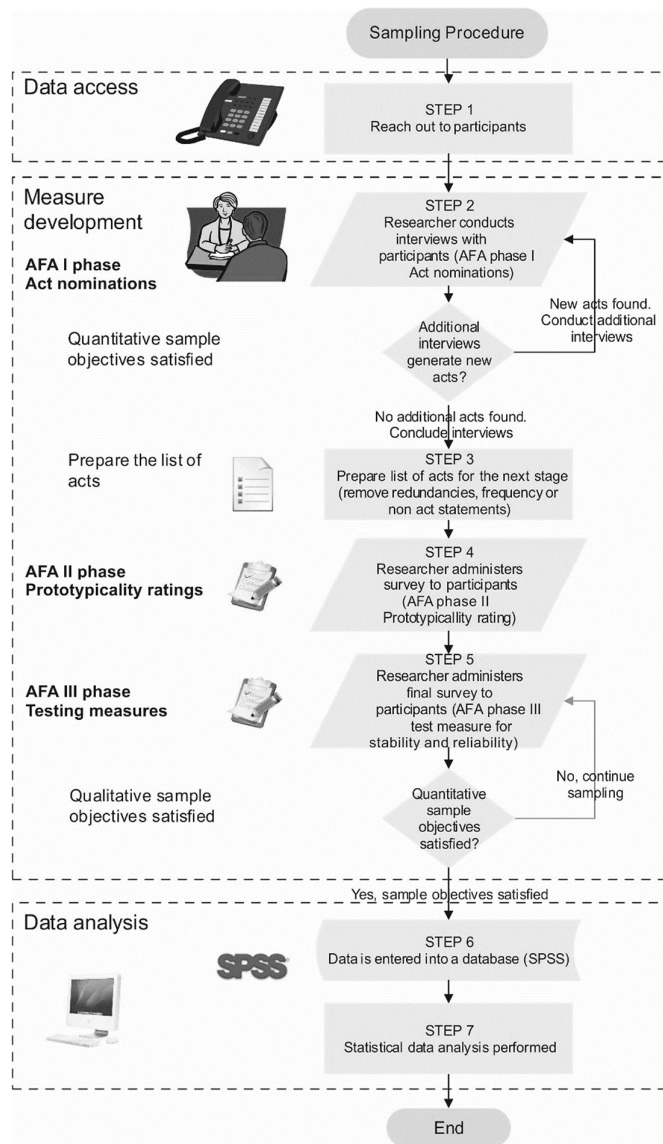 Sampling Procedure
Data access
STEP 1
Reach out to participants
Measure
development
AFA I phase
Act nominations
STEP 2
Researcher conducts
interviews with
participants (AFA phase I
Act nominations)
New acts found.
Conduct additional
interviews
Quantitative sample
objectives satisfied
Additional
interviews
generate new
acts?
No additional acts found.
Conclude interviews
Prepare the list of
acts
STEP 3
Prepare list of acts for the next stage
(remove redundancies, frequency or
non act statements)
AFA II phase
Prototypicality ratings
STEP 4
Researcher administers
survey to participants
(AFA phase II
Prototypicallity rating)
AFA III phase
Testing measures
STEP 5
Researcher administers
final survey to
participants (AFA phase III
test measure for
stability and reliability)
No, continue
sampling
Qualitative sample
objectives satisfied
Quantitative
sample
objectives
satisfied?
Yes, sample objectives satisfied
Data analysis
SPSS
STEP 6
Data is entered into a database (SPSS)
STEP 7
Statistical data analysis performed
End